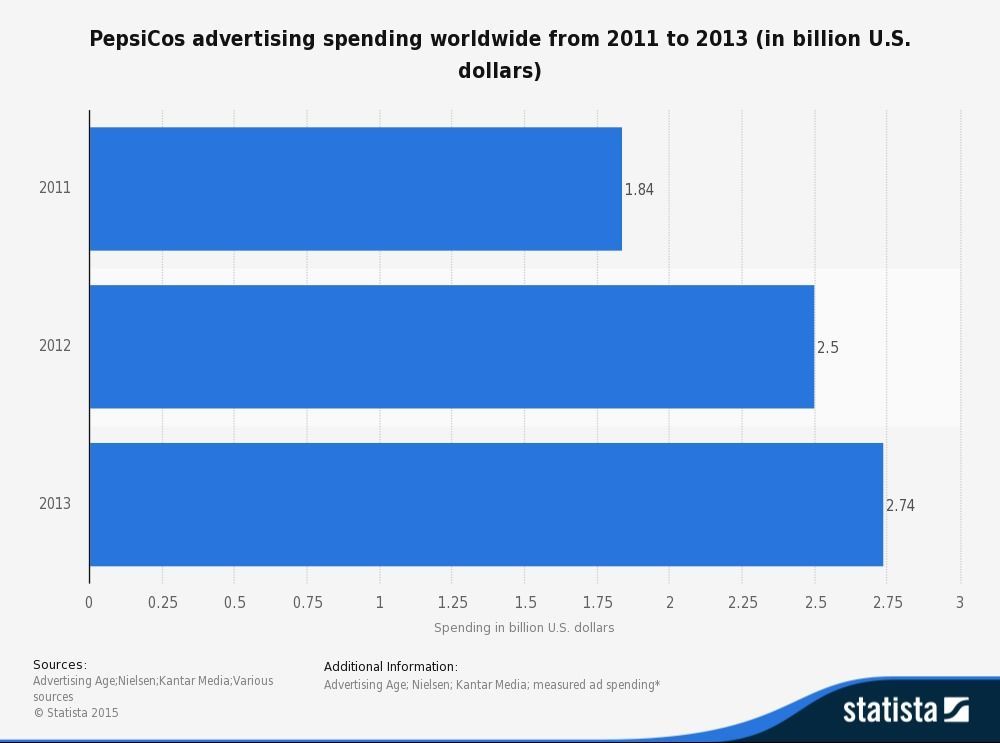 PepsiCos advertising spending worldwide from 2011 to 2013 (in billion U.S.
dollars)
2011
1.84
2012
2.5
2013
2.74
0 0.25 0.5 0.75 1 1.25 1.5 1.75 2 2.25 2.5 2.75 3
Spending in billion U.S. dollars
Sources:
Advertising Age;Nielsen;Kantar Media;Various
sources
© Statista 2015
Additional Information:
Advertising Age; Nielsen; Kantar Media; measured ad spending*
statista